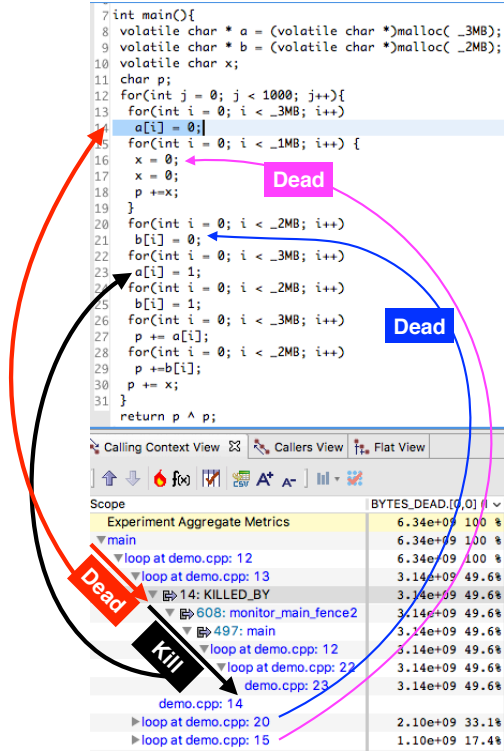 7 int main(){
8 volatile char * a = (volatile char *)malloc( _3MB);
9 volatile char * b = (volatile char *)malloc( _2MB);
10 volatile char x;
11 char p;
12 for(int j = 0; j < 1000; j++){
13 for(int i = 0; i < _3MB; i++)
14 a[i] = 0;
15 for(int i = 0; i < _1MB; i++) {
16 x = 0;
17 x = 0;
18 p +=x;
19 }
20 for(int i = 0; i < _2MB; i++)
21 b[i] = 0;
22 for(int i = 0; i < _3MB; i++)
23 a[i] = 1;
24 for(int i = 0; i < _2MB; i++)
25 b[i] = 1;
26 for(int i = 0; i < _3MB; i++)
27 p += a[i];
28 for(int i = 0; i < _2MB; i++)
29 p +=b[i];
30 p += x;
31 }
return p ^ p;
Dead
Dead
Calling Context View Callers View Flat View
f(x) CSV A+ A-
Scope BYTES_DEAD.[0,0] (I
Experiment Aggregate Metrics 6.34e+09 100 %
main 6.34e+09 100 %
loop at demo.cpp: 12 6.34e+09 100 %
loop at demo.cpp: 13 3.14e+09 49.6%
14: KILLED_BY 3.14e+09 49.6%
608: monitor_main_fence2 3.14e+09 49.6%
497: main 3.14e+09 49.6%
loop at demo.cpp: 12 3.14e+09 49.6%
loop at demo.cpp: 22 3.14e+09 49.6%
demo.cpp: 23 3.14e+09 49.6%
demo.cpp: 14
loop at demo.cpp: 20 2.10e+09 33.1%
loop at demo.cpp: 15 1.10e+09 17.4%
Dead
Kill